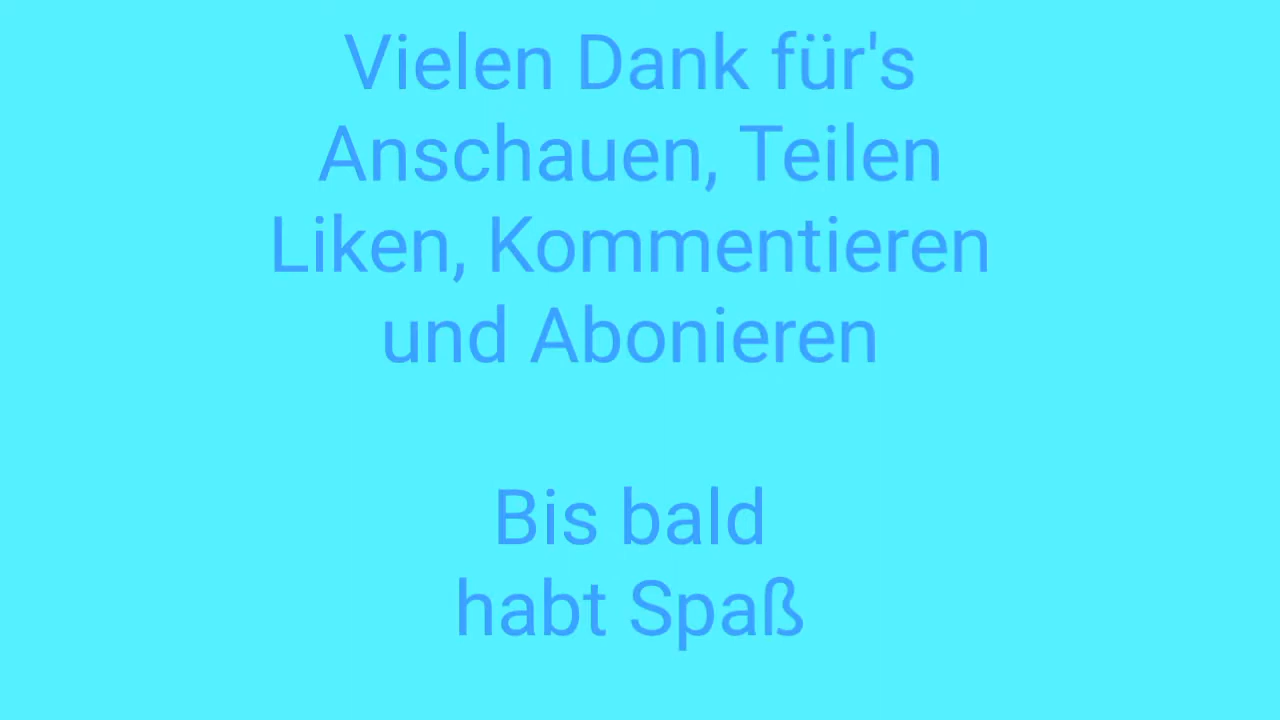 Vielen Dank für's
Anschauen, Teilen
Liken, Kommentieren
und Abonieren
Bis bald
habt Spaß